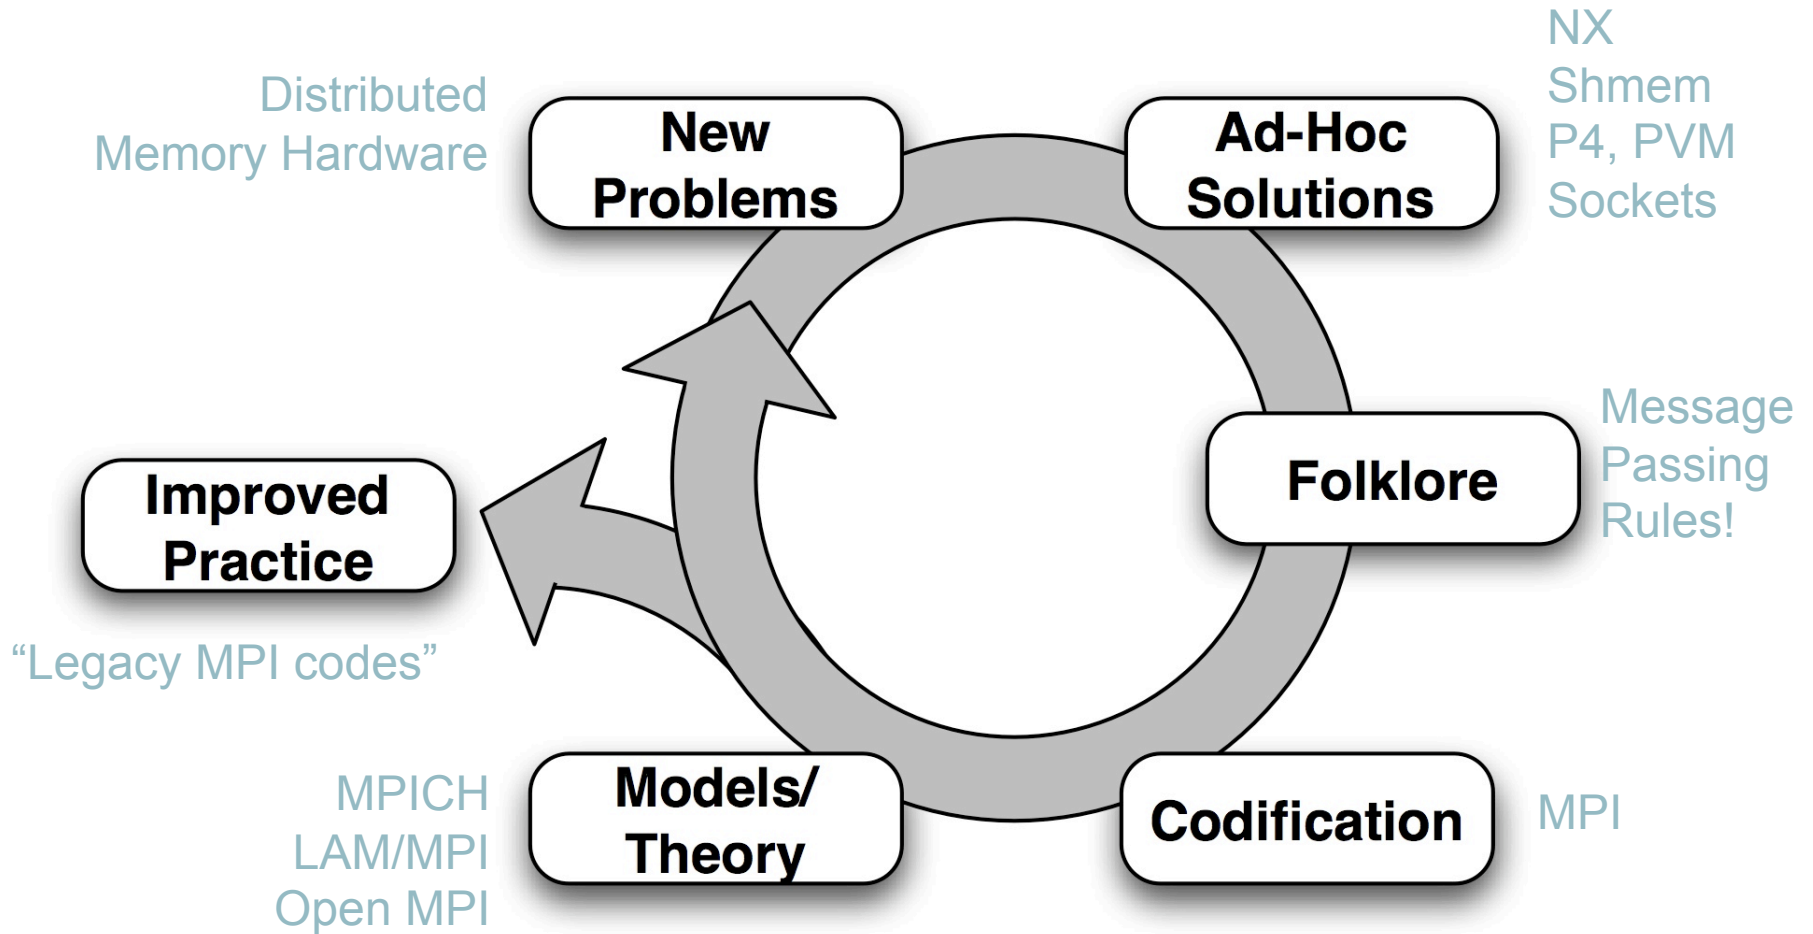 Distributed
Memory Hardware
New
Problems
Ad-Hoc
Solutions
NX
Shmem
P4, PVM
Sockets
Folklore
Message
Passing
Rules!
Improved
Practice
“Legacy MPI codes”
MPICH
LAM/MPI
Open MPI
Models/
Theory
Codification
MPI